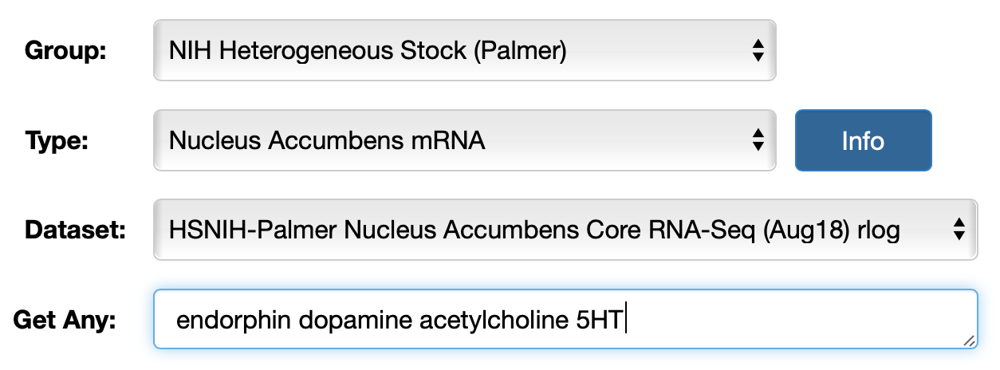 Group: NIH Heterogeneous Stock (Palmer)
Type: Nucleus Accumbens mRNA Info
Dataset: HSNIH-Palmer Nucleus Accumbens Core RNA-Seq (Aug18) rlog
Get Any: endorphin dopamine acetylcholine 5HT